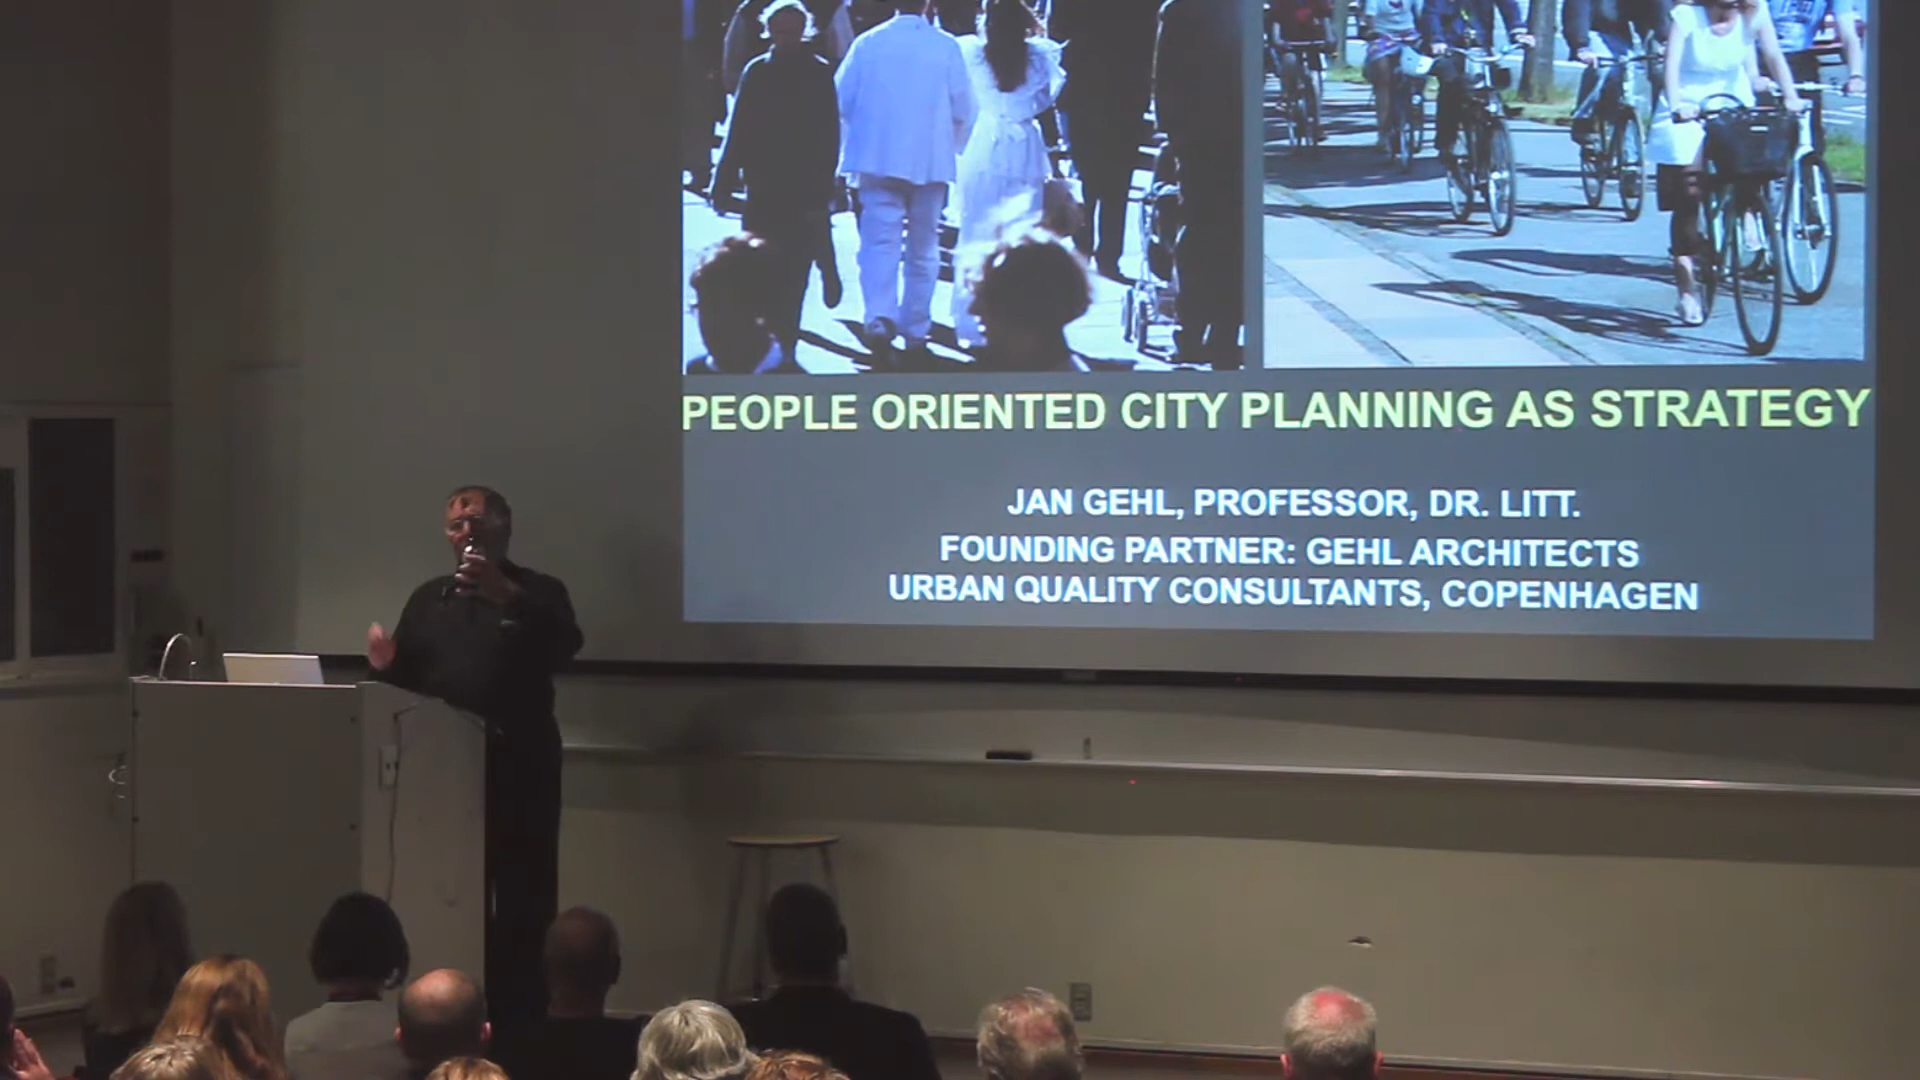 PEOPLE ORIENTED CITY PLANNING AS STRATEGY
JAN GEHL, PROFESSOR, DR. LITT.
FOUNDING PARTNER: GEHL ARCHITECTS
URBAN QUALITY CONSULTANTS, COPENHAGEN